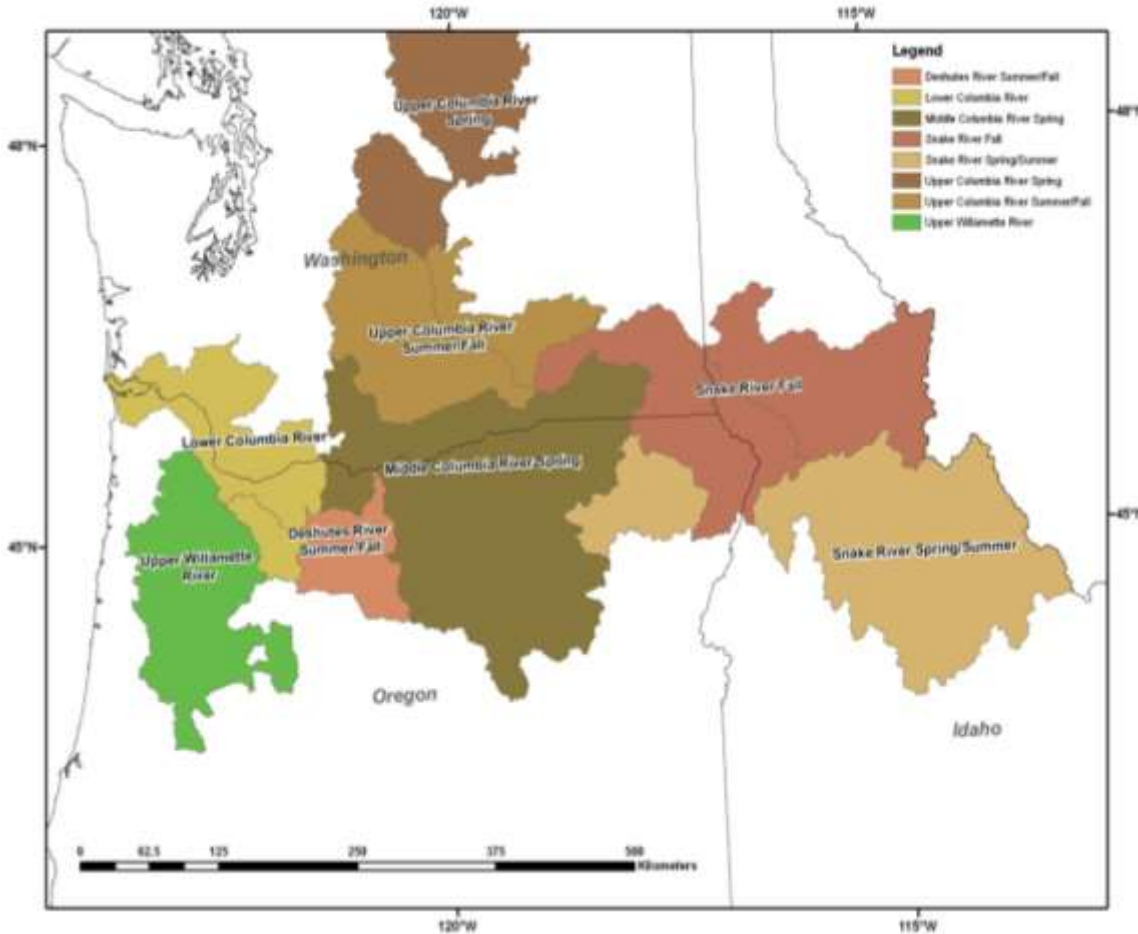 120°W
115°W
Legend
Deshutes River Summer/Fall
Lower Columbia River
Middle Columbia River Spring
Snake River Fall
Snake River Spring/Summer
Upper Columbia River Spring
Upper Columbia River Summer/Fall
Upper Willamette River
48°N
48°N
Upper Columbia River
Spring
Washington
Upper Columbia River
Summer/Fall
Snake River Fall
Lower Columbia River
Middle Columbia River Spring
Deshutes River
Summer/Fall
45°N
45°N
Upper Willamette
River
Snake River Spring/Summer
Oregon
Idaho
0
62.5
125
250
375
500
Kilometers
120°W
115°W